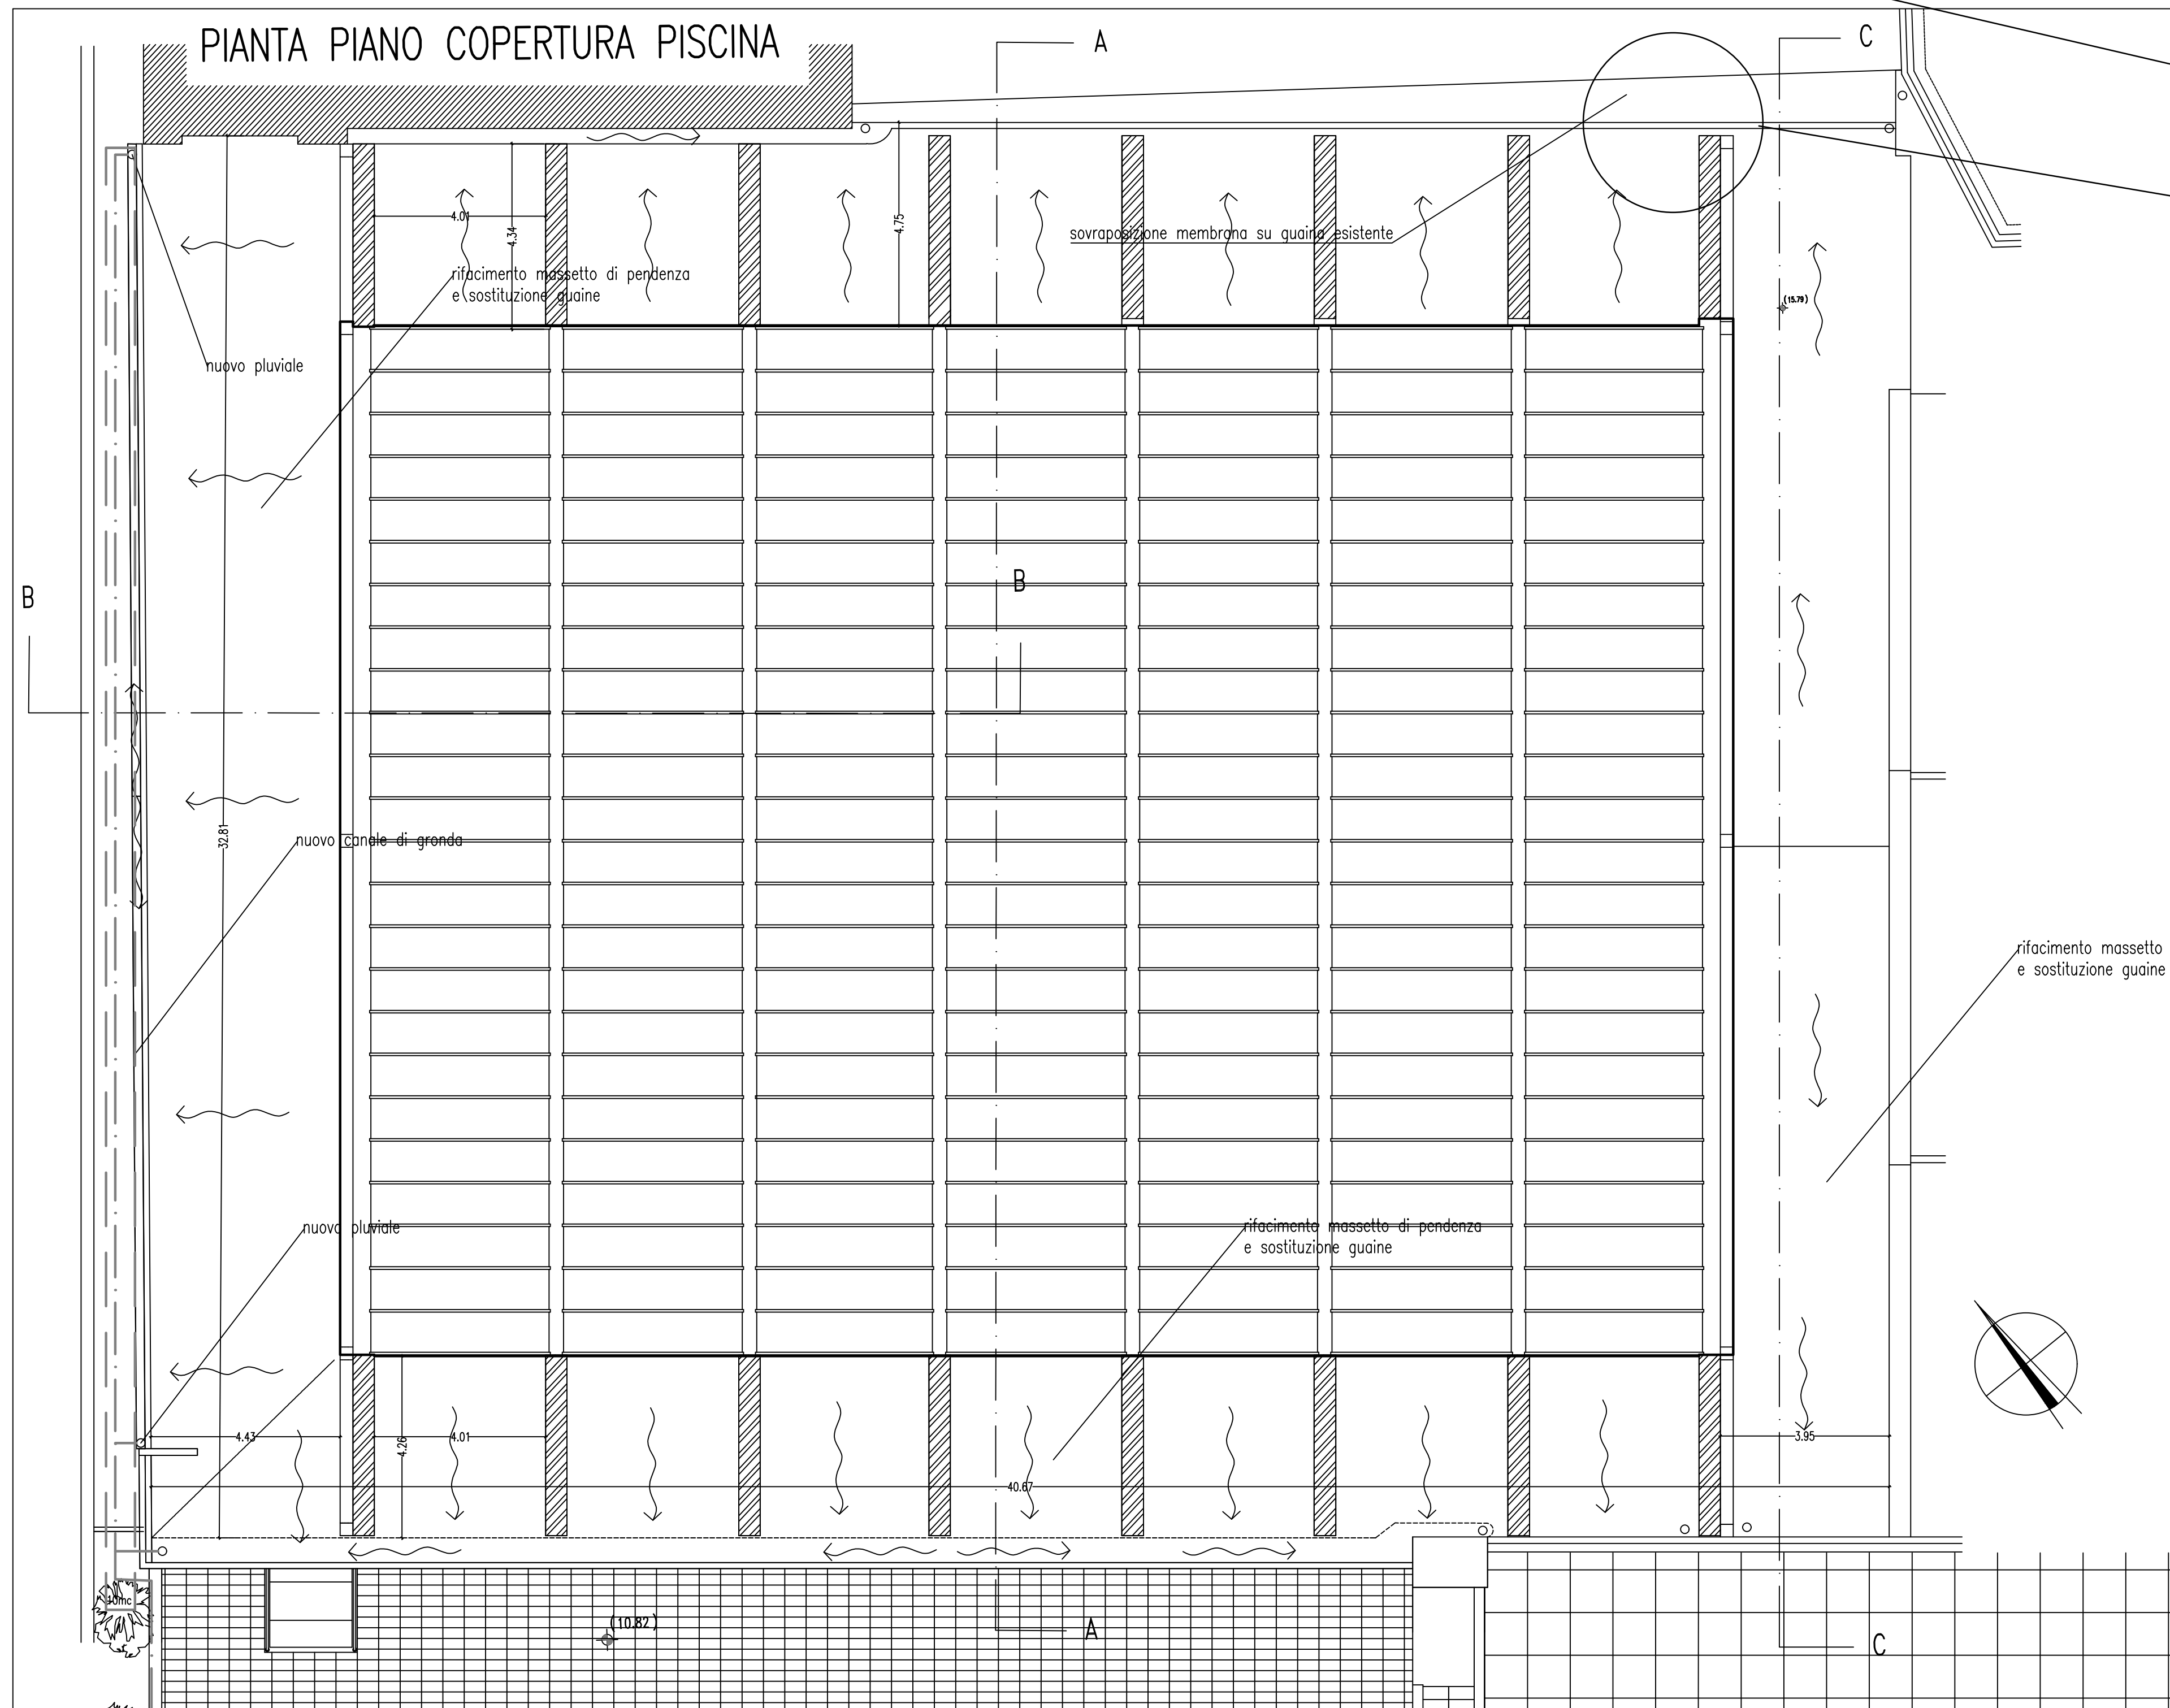 PIANTA PIANO COPERTURA PISCINA
A
C
4.01
4.34
4.75
sovraposizione membrana su guaina esistente
rifacimento massetto di pendenza
e sostituzione guaine
(15.79)
nuovo pluviale
B
B
32.81
nuovo canale di gronda
rifacimento massetto
e sostituzione guaine
nuovo pluviale
rifacimento massetto di pendenza
e sostituzione guaine
4.43
4.01
4.26
3.95
40.67
10mc
(10.82)
A
C